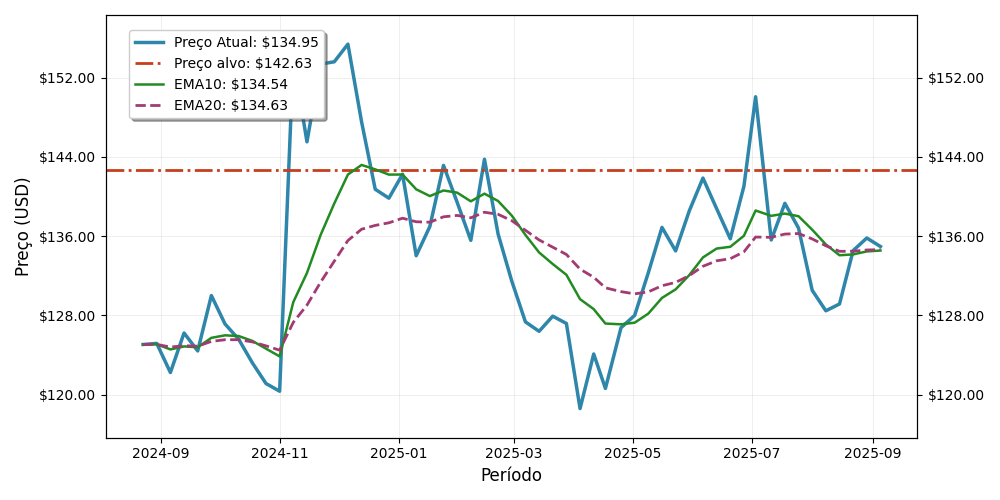 Preço Atual: $134.95
Preço alvo: $142.63
EMA10: $134.54
EMA20: $134.63
Preço (USD)
$152.00
$144.00
$136.00
$128.00
$120.00
$152.00
$144.00
$136.00
$128.00
$120.00
2024-09 2024-11 2025-01 2025-03 2025-05 2025-07 2025-09
Período